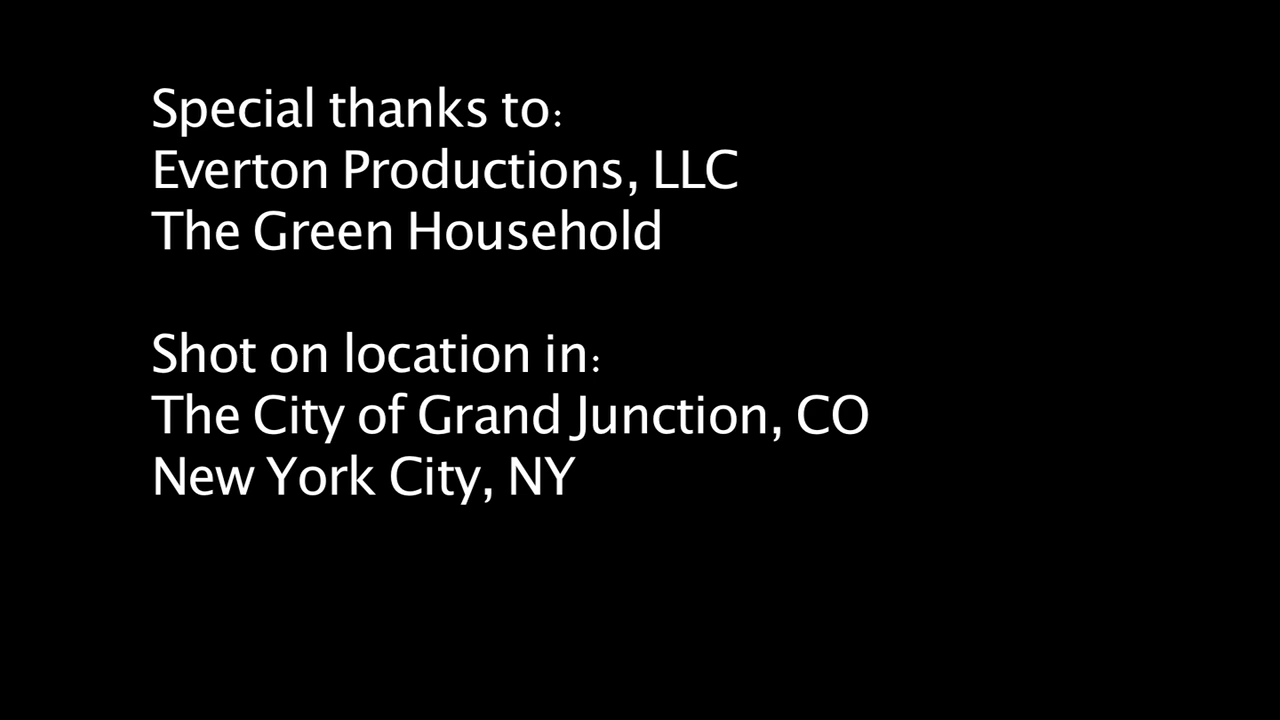 Special thanks to:
Everton Productions, LLC
The Green Household
Shot on location in:
The City of Grand Junction, CO
New York City, NY